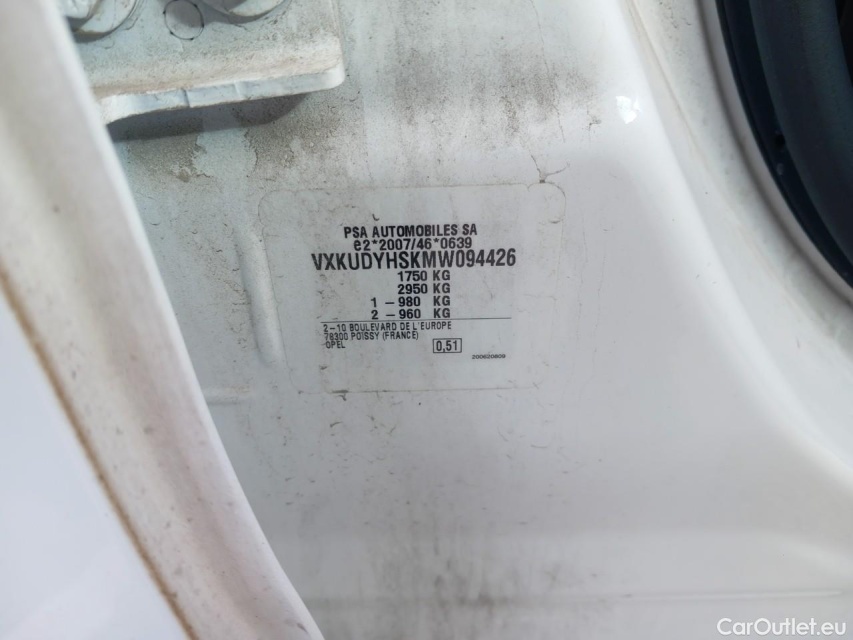 PSA AUTOMOBILES SA
e2*2007/46*0639
VXKUDYHSKMW094426
1750 KG
2950 KG
1 - 980 KG
2 - 960 KG
2-10 BOULEVARD DE L'EUROPE
78300 POISSY (FRANCE)
OPEL
0,51
200620809
CarOutlet.eu